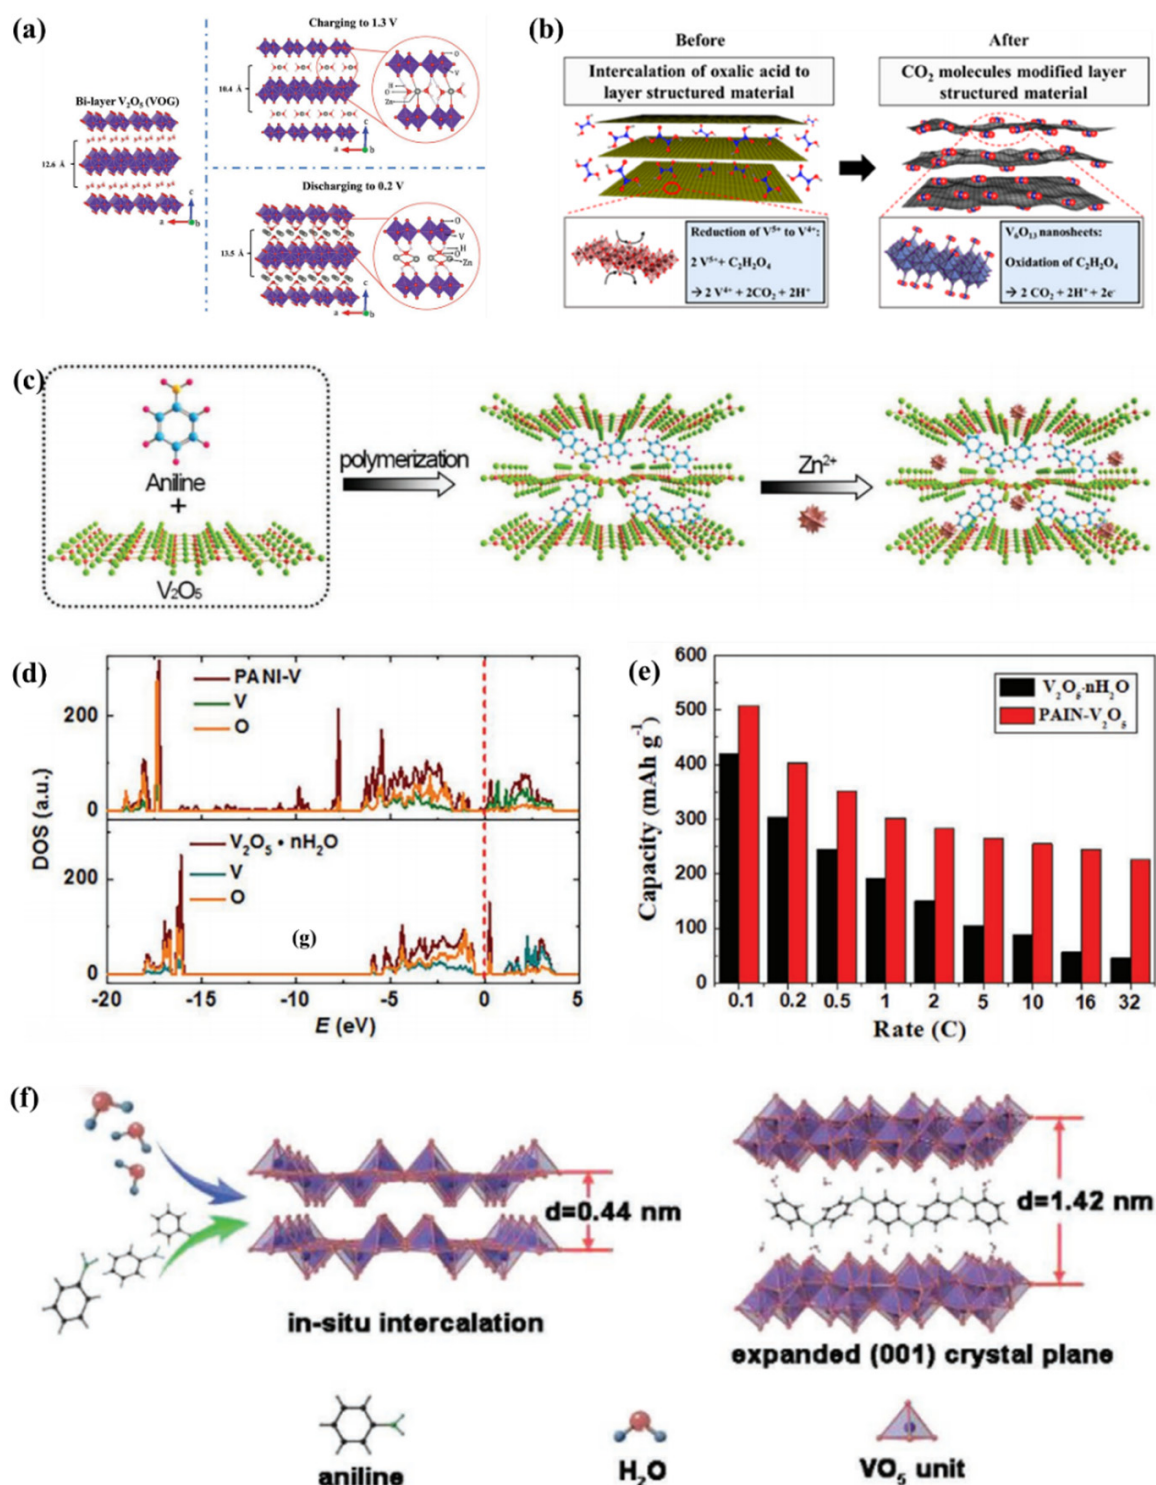 (a)
Charging to 1.3 V
Bi-layer V₂O₅ (VOG)
12.6 Å
c
a
b
10.4 Å
O
V
H
O
Zn
c
a
b
Discharging to 0.2 V
13.5 Å
O
V
H
O
Zn
c
a
b
(b)
Before
After
Intercalation of oxalic acid to
layer structured material
CO₂ molecules modified layer
structured material
Reduction of V⁵⁺ to V⁴⁺:
2 V⁵⁺+ C₂H₂O₄
→ 2 V⁴⁺ + 2CO₂ + 2H⁺
V₆O₁₃ nanosheets:
Oxidation of C₂H₂O₄
→ 2 CO₂ + 2H⁺ + 2e⁻
(c)
Aniline
+
V₂O₅
polymerization
Zn²⁺
(d)
PANI-V
V
O
200
0
V₂O₅ • nH₂O
V
O
200
0
(g)
DOS (a.u.)
-20 -15 -10 -5 0 5
E (eV)
(e)
600
500
400
300
200
100
0
Capacity (mAh g⁻¹)
V₂O₅·nH₂O
PAIN-V₂O₅
0.1 0.2 0.5 1 2 5 10 16 32
Rate (C)
(f)
d=0.44 nm
in-situ intercalation
d=1.42 nm
expanded (001) crystal plane
aniline
H₂O
VO₅ unit